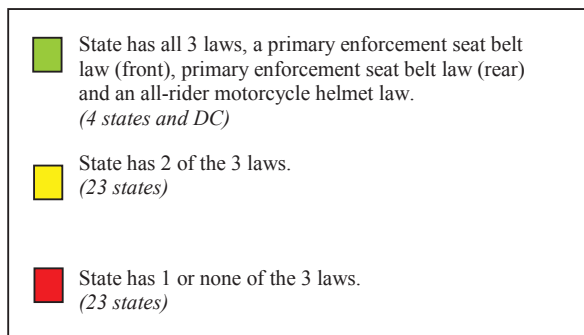 State has all 3 laws, a primary enforcement seat belt
law (front), primary enforcement seat belt law (rear)
and an all-rider motorcycle helmet law.
(4 states and DC)
State has 2 of the 3 laws.
(23 states)
State has 1 or none of the 3 laws.
(23 states)